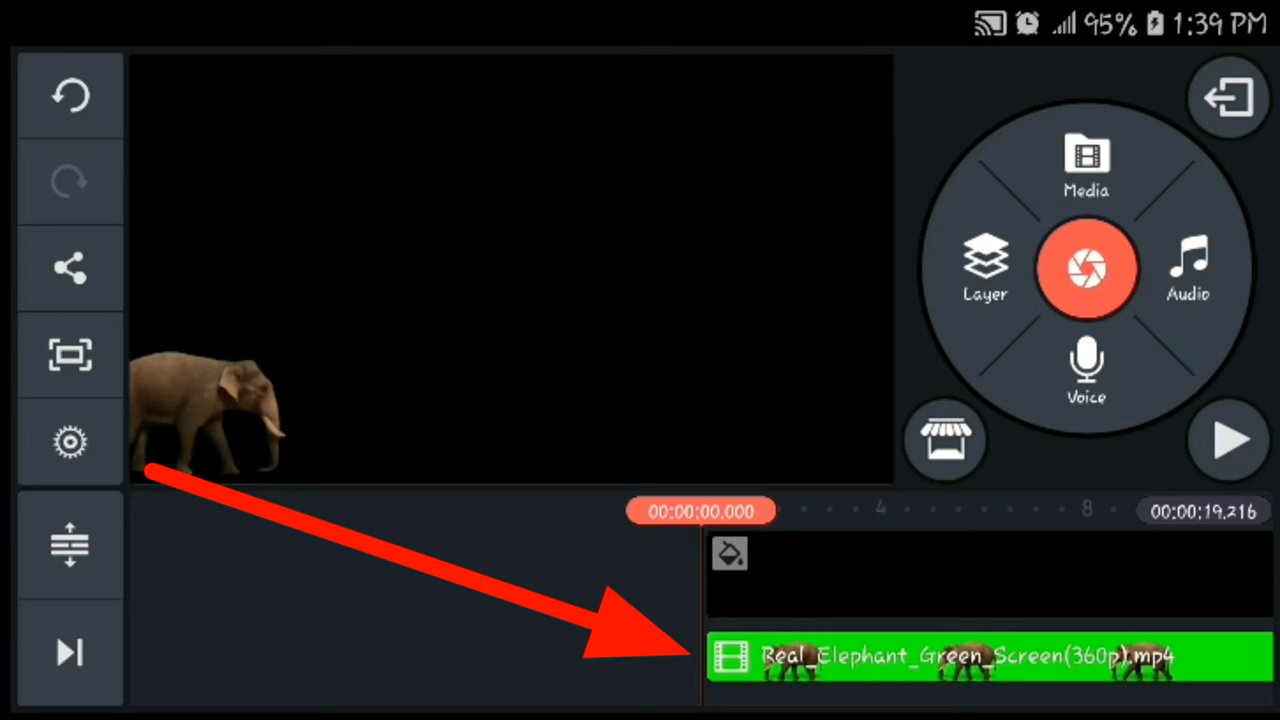 95% 1:39 PM
Media
Layer
Audio
Voice
00:00:00.000 4 8 00:00:19.216
Real_Elephant_Green_Screen(360p).mp4